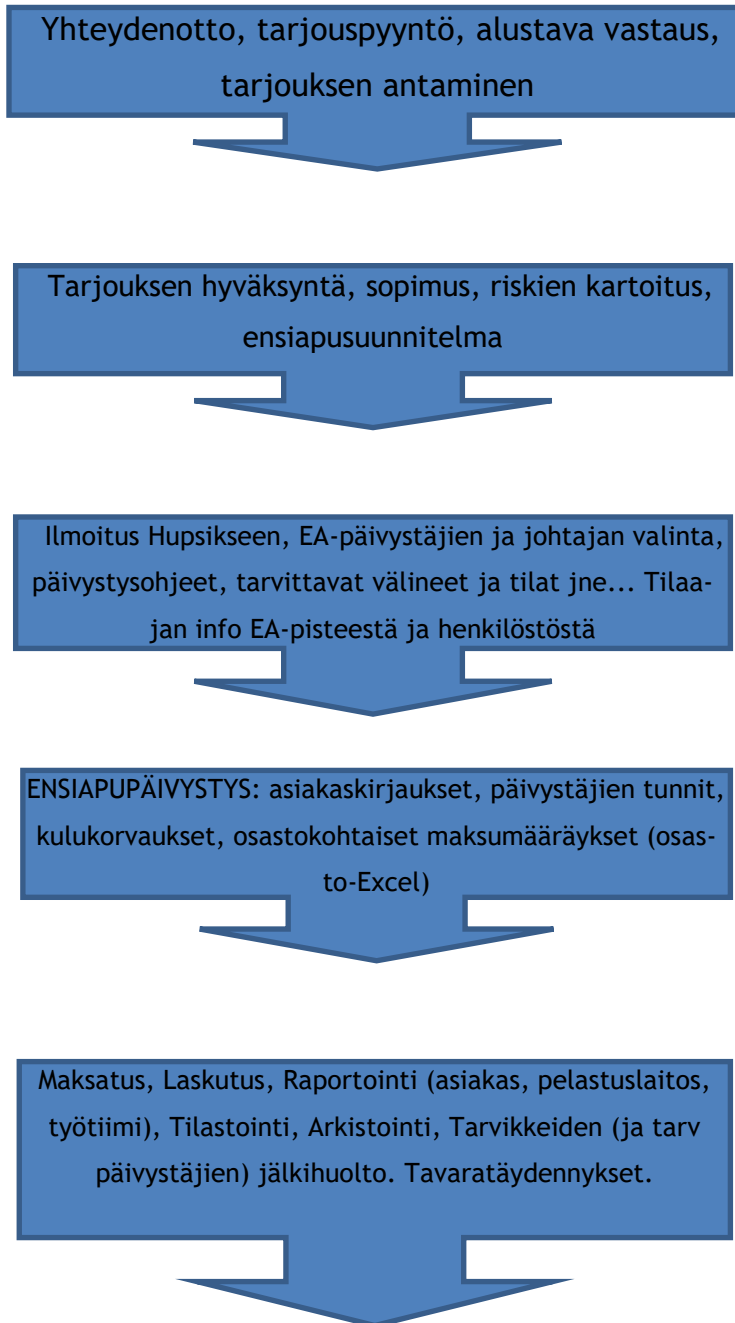 Yhteydenotto, tarjouspyyntö, alustava vastaus,
tarjouksen antaminen
Tarjouksen hyväksyntä, sopimus, riskien kartoitus,
ensiapusuunnitelma
Ilmoitus Hupsikseen, EA-päivystäjien ja johtajan valinta,
päivystysohjeet, tarvittavat välineet ja tilat jne... Tilaa-
jan info EA-pisteestä ja henkilöstöstä
ENSIAPUPÄIVYSTYS: asiakaskirjaukset, päivystäjien tunnit,
kulukorvaukset, osastokohtaiset maksumääräykset (osas-
to-Excel)
Maksatus, Laskutus, Raportointi (asiakas, pelastuslaitos,
työtiimi), Tilastointi, Arkistointi, Tarvikkeiden (ja tarv
päivystäjien) jälkihuolto. Tavaratäydennykset.